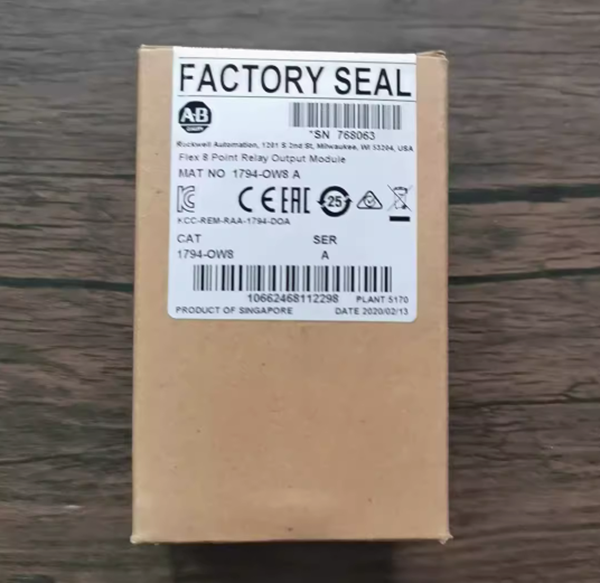 FACTORY SEAL
A-B
*SN 768063
Rockwell Automation, 1201 S 2nd St, Milwaukee, WI 53204, USA
Flex 8 Point Relay Output Module
MAT NO 1794-OW8 A
CE EAC 25
KCC-REM-RAA-1794-DOA
CAT SER
1794-OW8 A
10662468112298 PLANT 5170
PRODUCT OF SINGAPORE DATE 2020/02/13